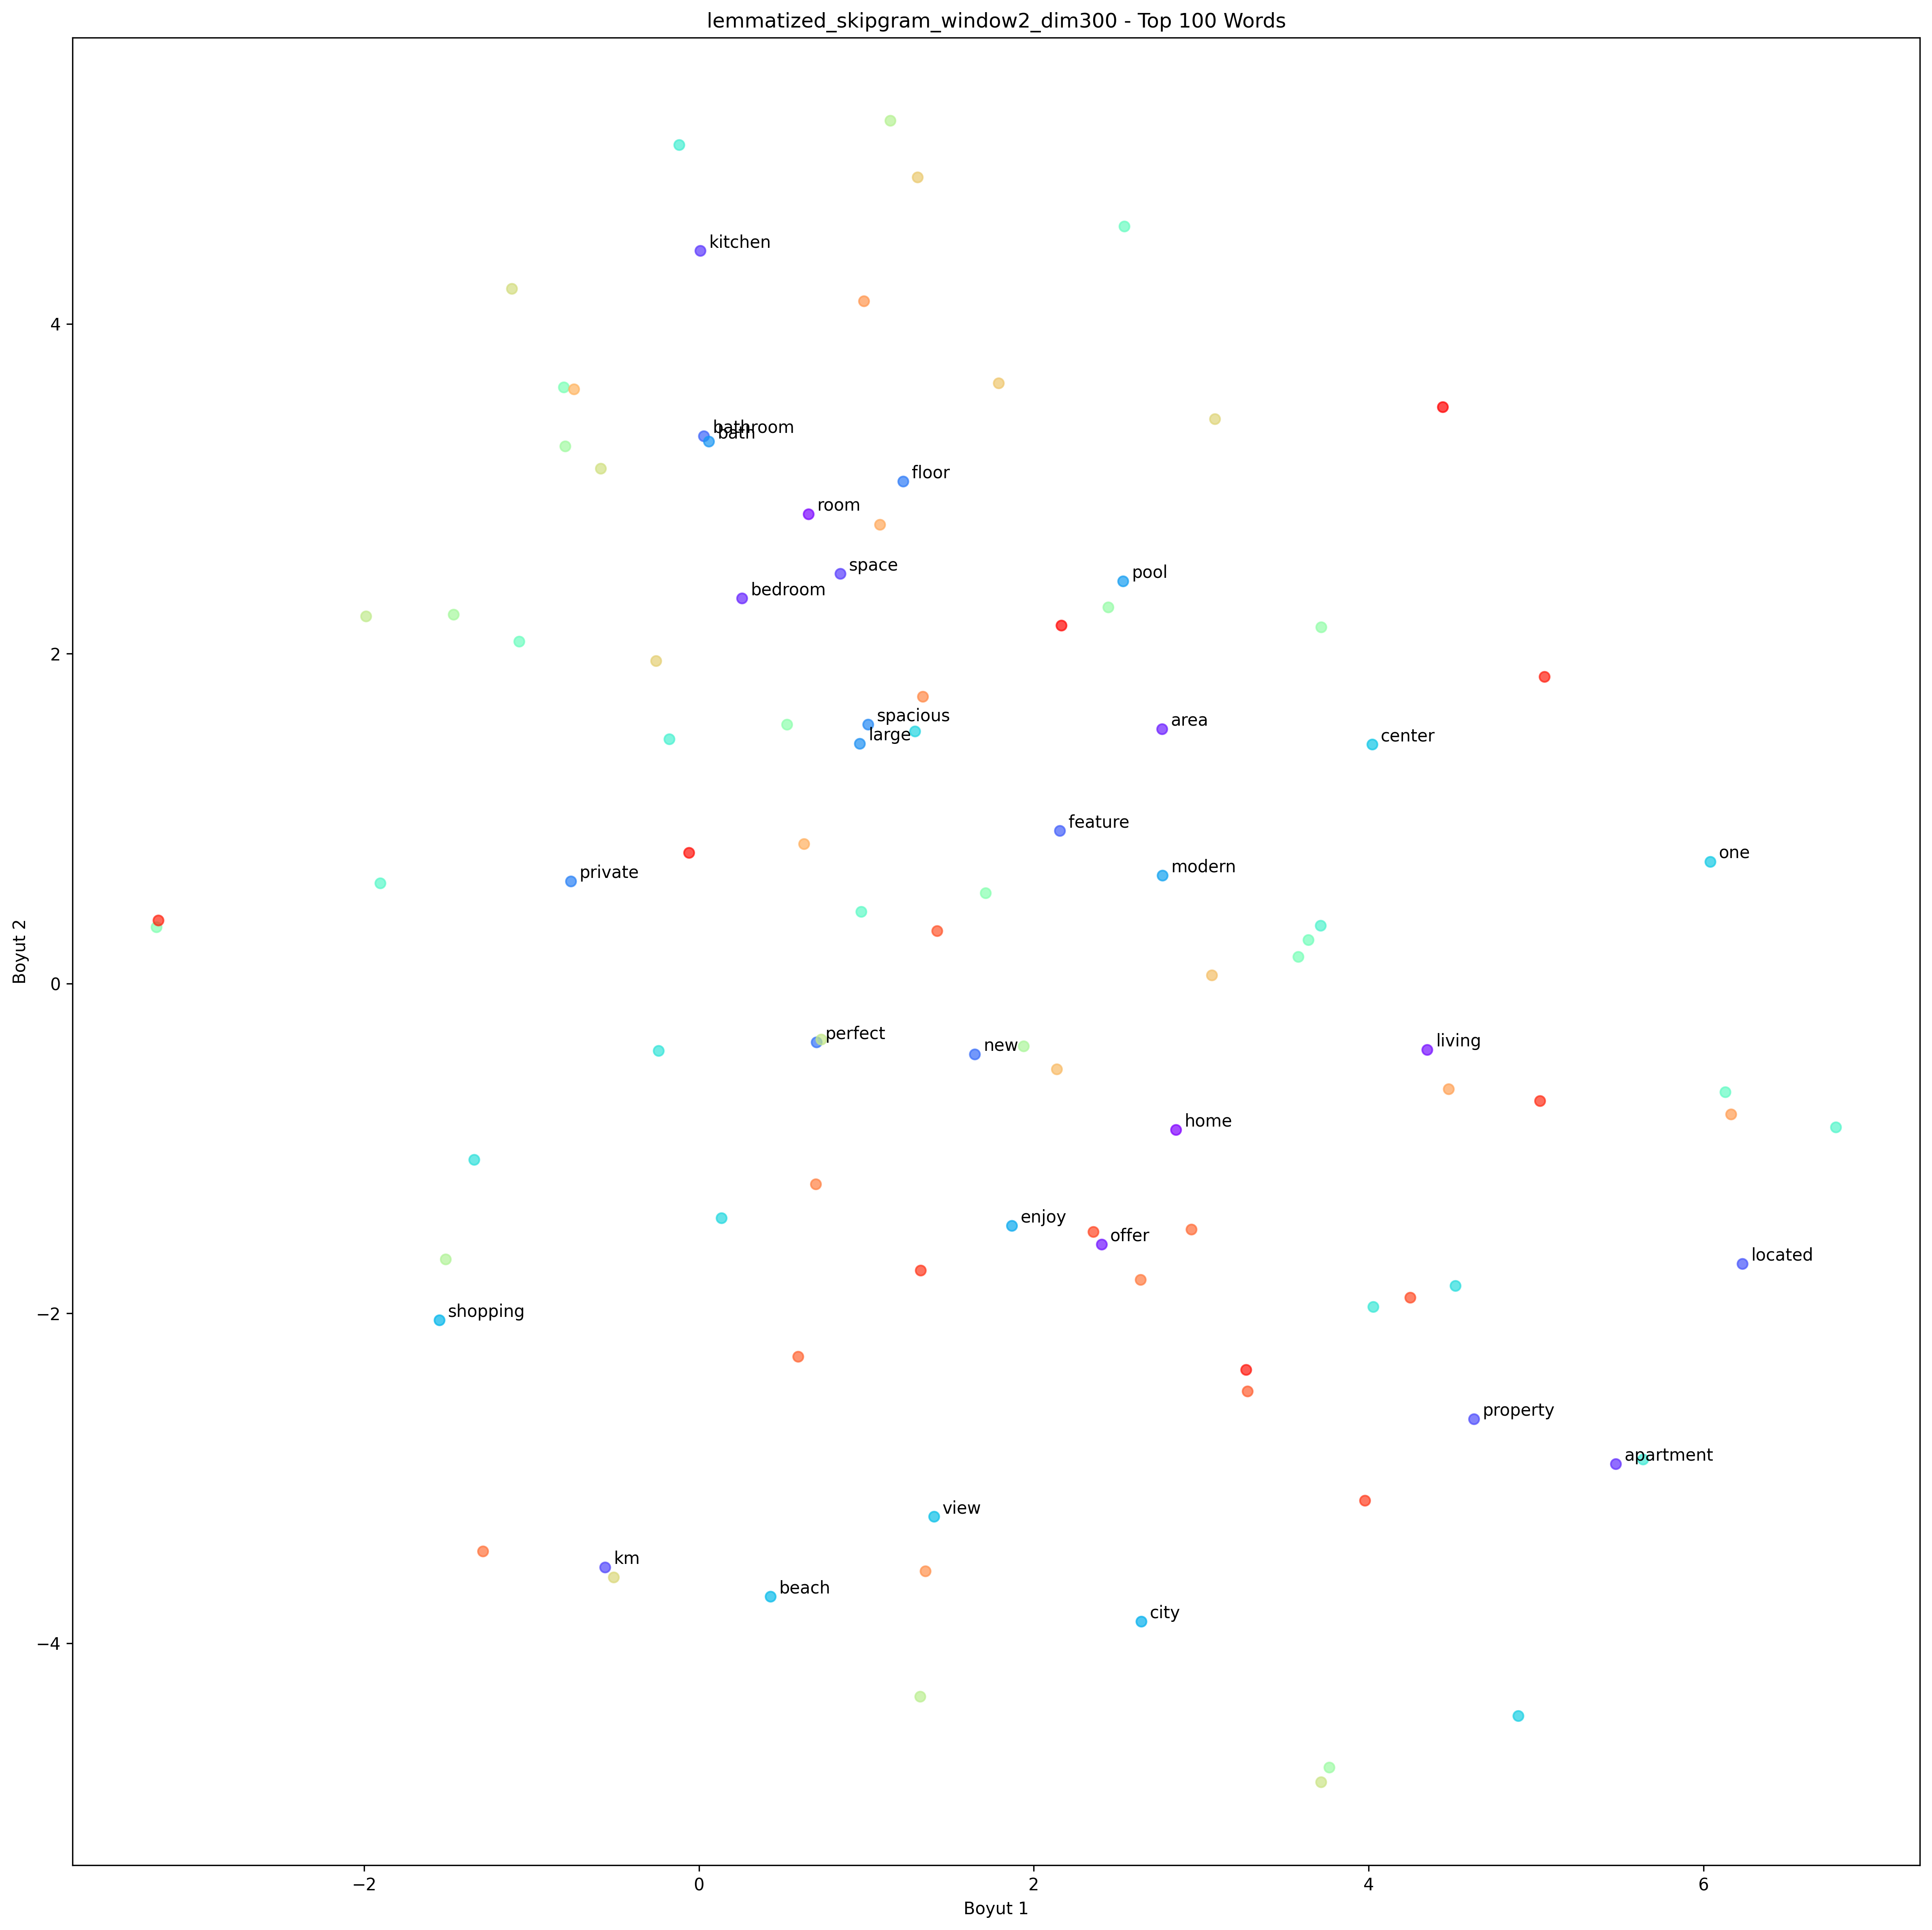 lemmatized_skipgram_window2_dim300 - Top 100 Words
kitchen
4
bathroom
bath
floor
room
space
pool
bedroom
2
spacious
area
large
center
feature
one
modern
private
Boyut 2
0
perfect
new
living
home
enjoy
offer
located
−2
shopping
property
apartment
view
km
beach
city
−4
−2
0
2
4
6
Boyut 1